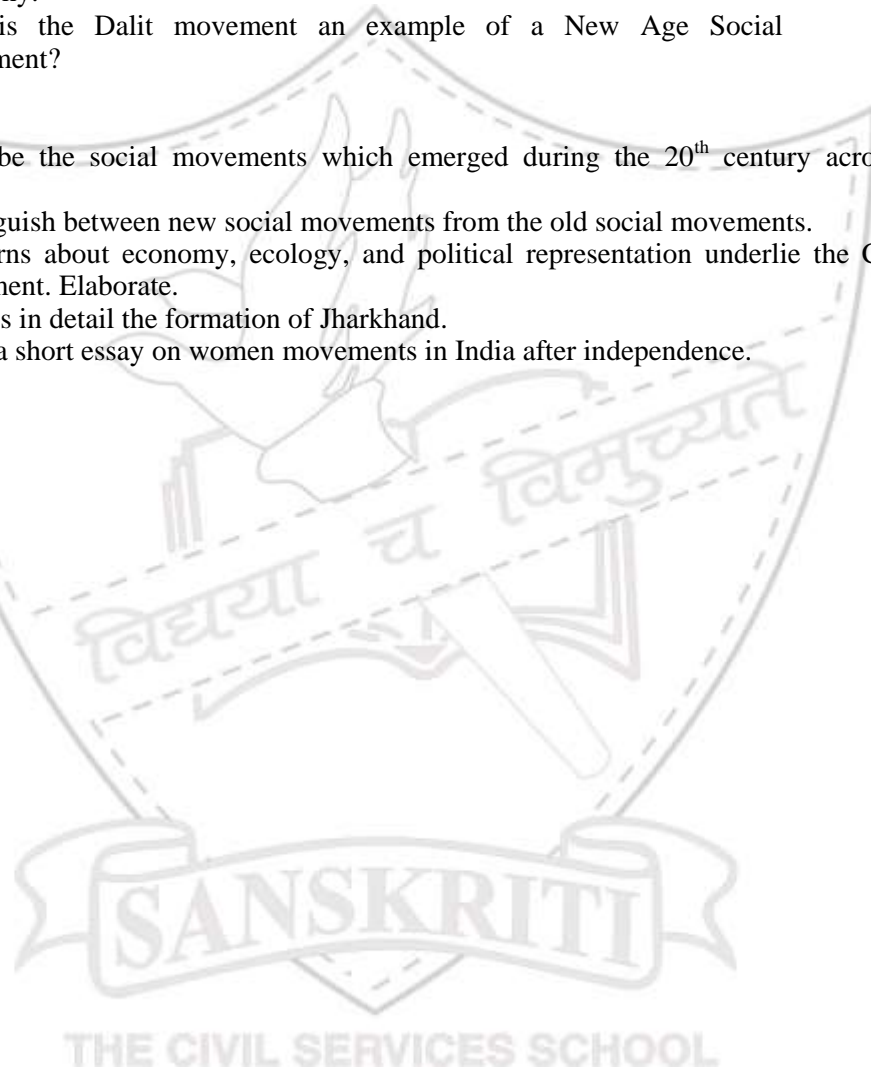 ny.
is the Dalit movement an example of a New Age Social
ment?
be the social movements which emerged during the 20th century acro
guish between new social movements from the old social movements.
rns about economy, ecology, and political representation underlie the C
ment. Elaborate.
s in detail the formation of Jharkhand.
a short essay on women movements in India after independence.
विद्यया च विमुच्यते
SANSKRITI
THE CIVIL SERVICES SCHOOL